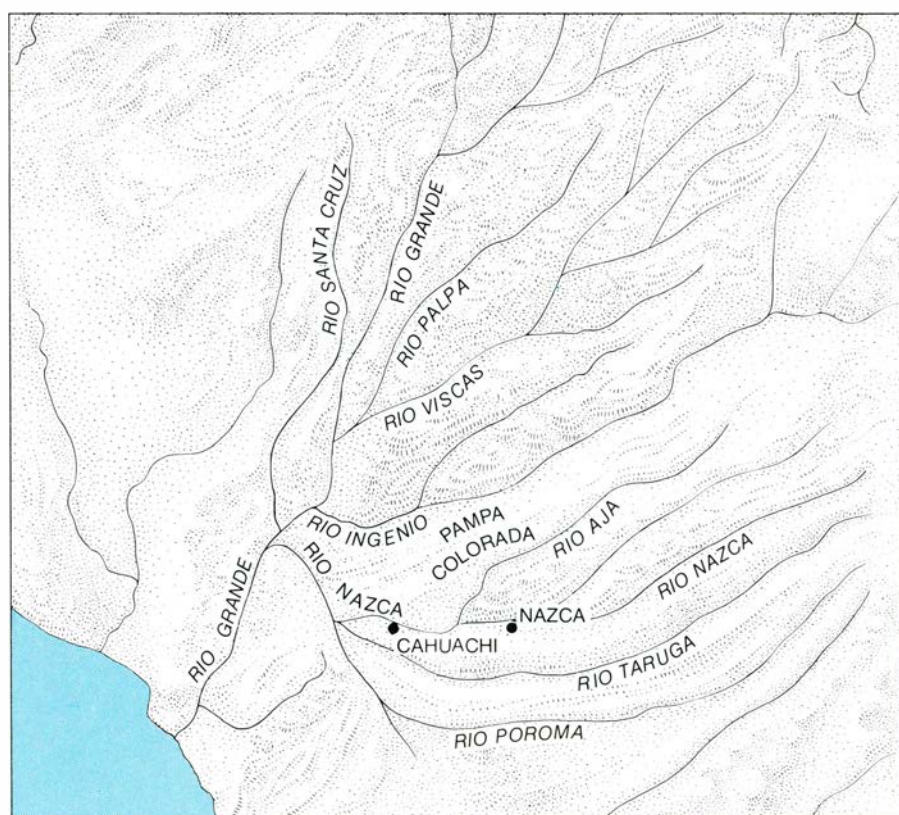 RIO SANTA CRUZ
RIO GRANDE
RIO PALPA
RIO VISCAS
RIO INGENIO
PAMPA
COLORADA
RIO AJA
RIO GRANDE
RIO
NAZCA
NAZCA
RIO NAZCA
CAHUACHI
RIO TARUGA
RIO POROMA